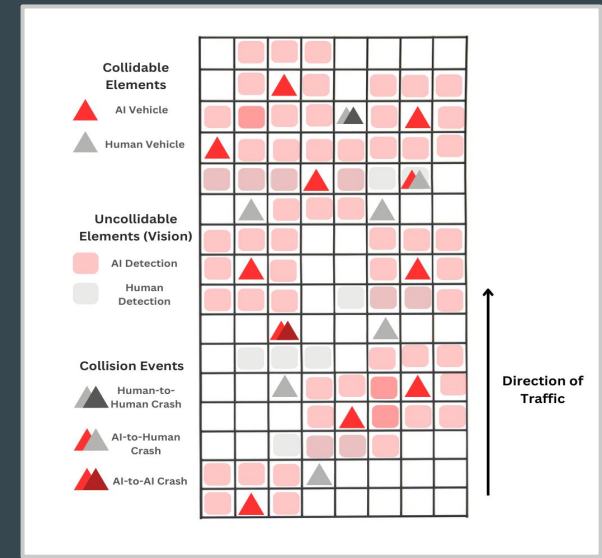 Collidable
Elements
AI Vehicle
Human Vehicle
Uncollidable
Elements (Vision)
AI Detection
Human
Detection
Collision Events
Human-to-
Human Crash
AI-to-Human
Crash
AI-to-AI Crash
Direction of
Traffic